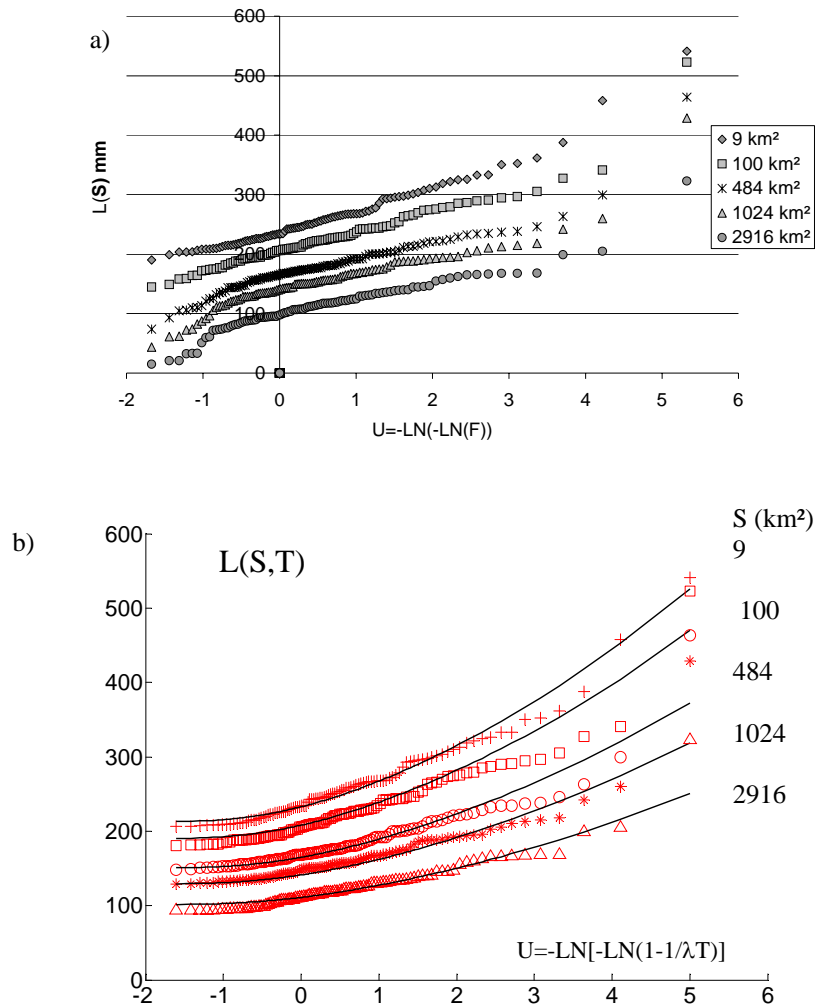 a)
600
500
400
300
200
100
0
L(S) mm
-2 -1 0 1 2 3 4 5 6
U=-LN(-LN(F))
9 km²
100 km²
484 km²
1024 km²
2916 km²
b)
L(S,T)
600
500
400
300
200
100
0
-2 -1 0 1 2 3 4 5 6
U=-LN[-LN(1-1/λT)]
S (km²)
9
100
484
1024
2916